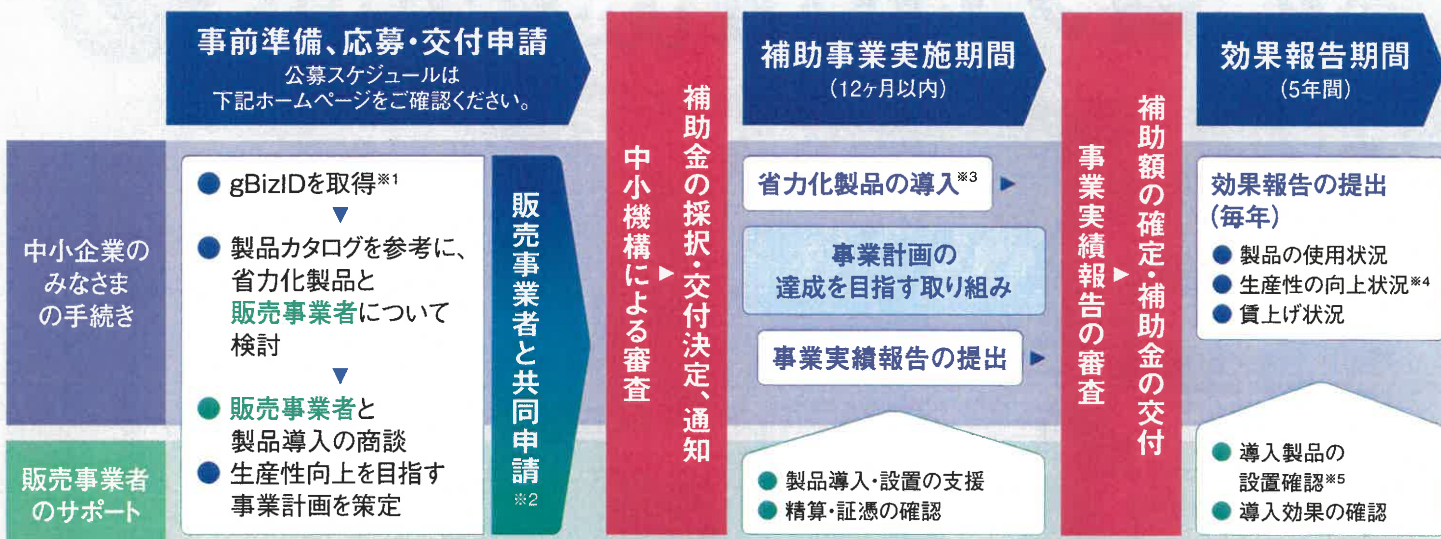 事前準備、応募・交付申請
公募スケジュールは
下記ホームページをご確認ください。
中小企業の
みなさま
の手続き
販売事業者
のサポート
● gBizIDを取得※1
▼
● 製品カタログを参考に、
省力化製品と
販売事業者について
検討
▼
● 販売事業者と
製品導入の商談
● 生産性向上を目指す
事業計画を策定
販売事業者と共同申請※2
中小機構による審査
▶
補助金の採択・交付決定、通知
補助事業実施期間
(12ヶ月以内)
省力化製品の導入※3 ▶
事業計画の
達成を目指す取り組み
事業実績報告の提出 ▶
● 製品導入・設置の支援
● 精算・証憑の確認
事業実績報告の審査
▶
補助額の確定・補助金の交付
効果報告期間
(5年間)
効果報告の提出
(毎年)
● 製品の使用状況
● 生産性の向上状況※4
● 賃上げ状況
● 導入製品の
設置確認※5
● 導入効果の確認